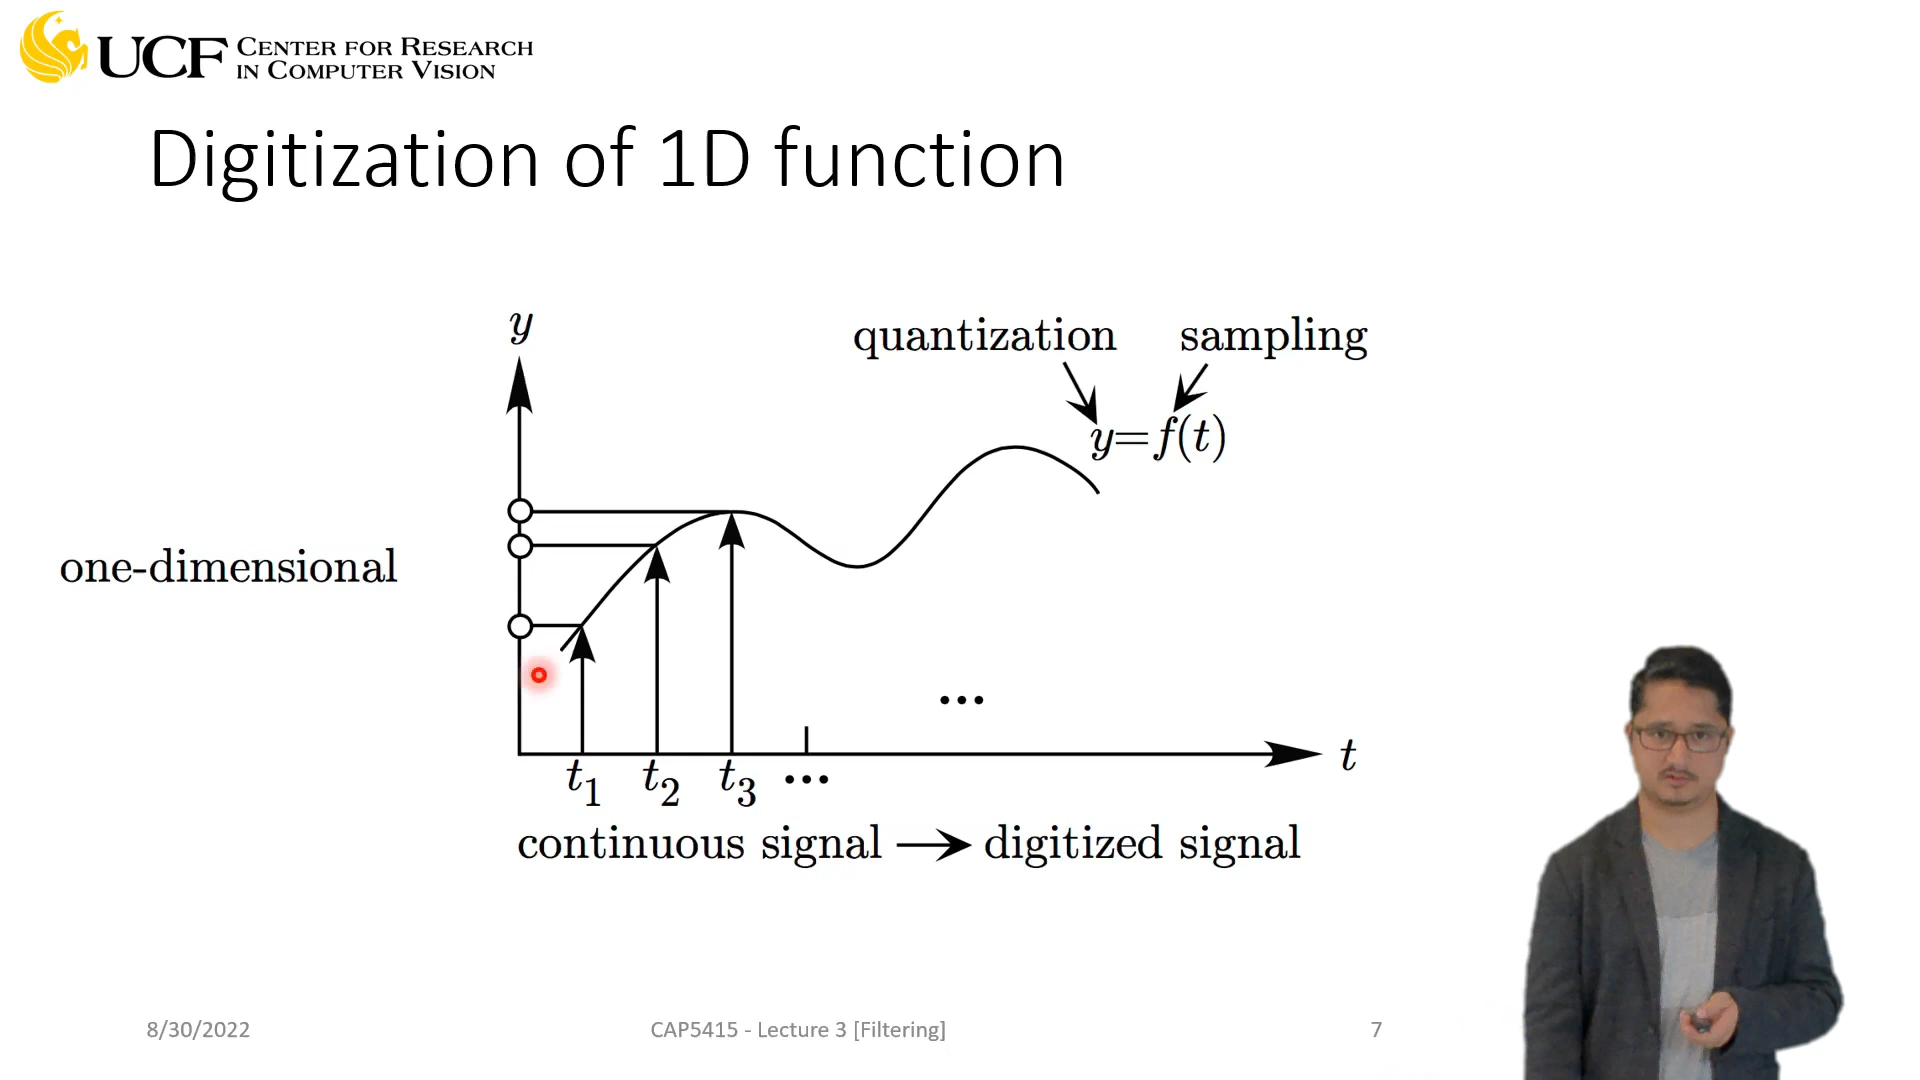 UCF CENTER FOR RESEARCH
IN COMPUTER VISION
Digitization of 1D function
y
quantization sampling
y=f(t)
one-dimensional
...
t
t1 t2 t3 ...
continuous signal → digitized signal
8/30/2022 CAP5415 - Lecture 3 [Filtering] 7